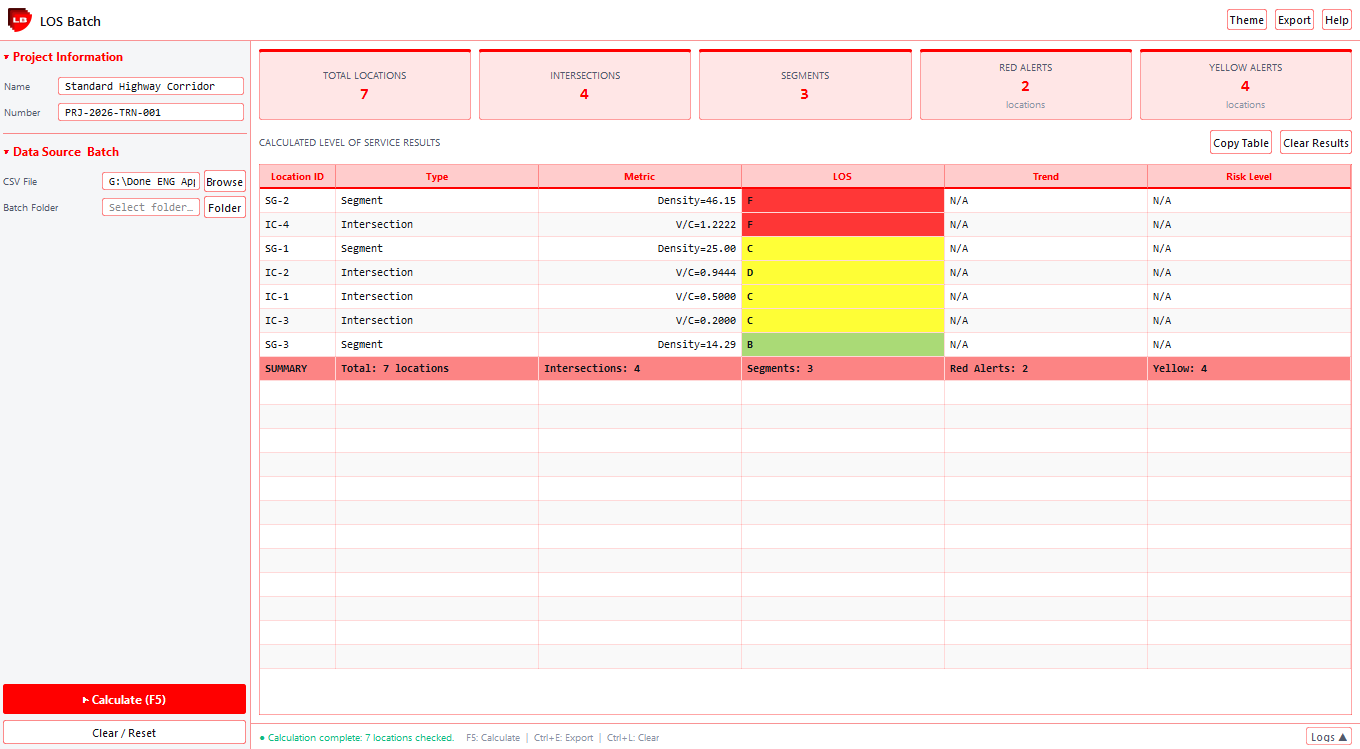 LB LOS Batch Theme Export Help
▾ Project Information
Name Standard Highway Corridor
Number PRJ-2026-TRN-001
▾ Data Source Batch
CSV File G:\Done ENG Ap Browse
Batch Folder Select folder… Folder
▸ Calculate (F5)
Clear / Reset
TOTAL LOCATIONS
7
INTERSECTIONS
4
SEGMENTS
3
RED ALERTS
2
locations
YELLOW ALERTS
4
locations
CALCULATED LEVEL OF SERVICE RESULTS Copy Table Clear Results
Location ID Type Metric LOS Trend Risk Level
SG-2 Segment Density=46.15 F N/A N/A
IC-4 Intersection V/C=1.2222 F N/A N/A
SG-1 Segment Density=25.00 C N/A N/A
IC-2 Intersection V/C=0.9444 D N/A N/A
IC-1 Intersection V/C=0.5000 C N/A N/A
IC-3 Intersection V/C=0.2000 C N/A N/A
SG-3 Segment Density=14.29 B N/A N/A
SUMMARY Total: 7 locations Intersections: 4 Segments: 3 Red Alerts: 2 Yellow: 4
● Calculation complete: 7 locations checked. F5: Calculate | Ctrl+E: Export | Ctrl+L: Clear Logs ▲